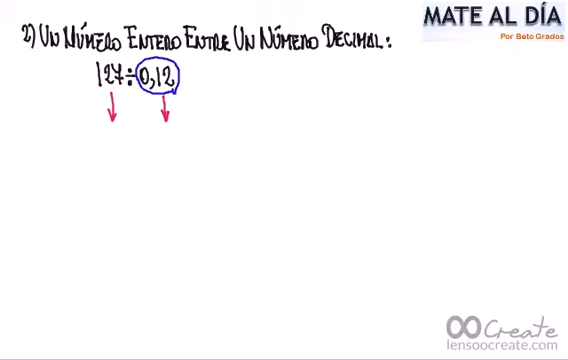 MATE AL DÍA
Por Beto Grados
2) UN NÚMERO ENTERO ENTRE UN NÚMERO DECIMAL:
127÷0,12
Create
lensoocreate.com